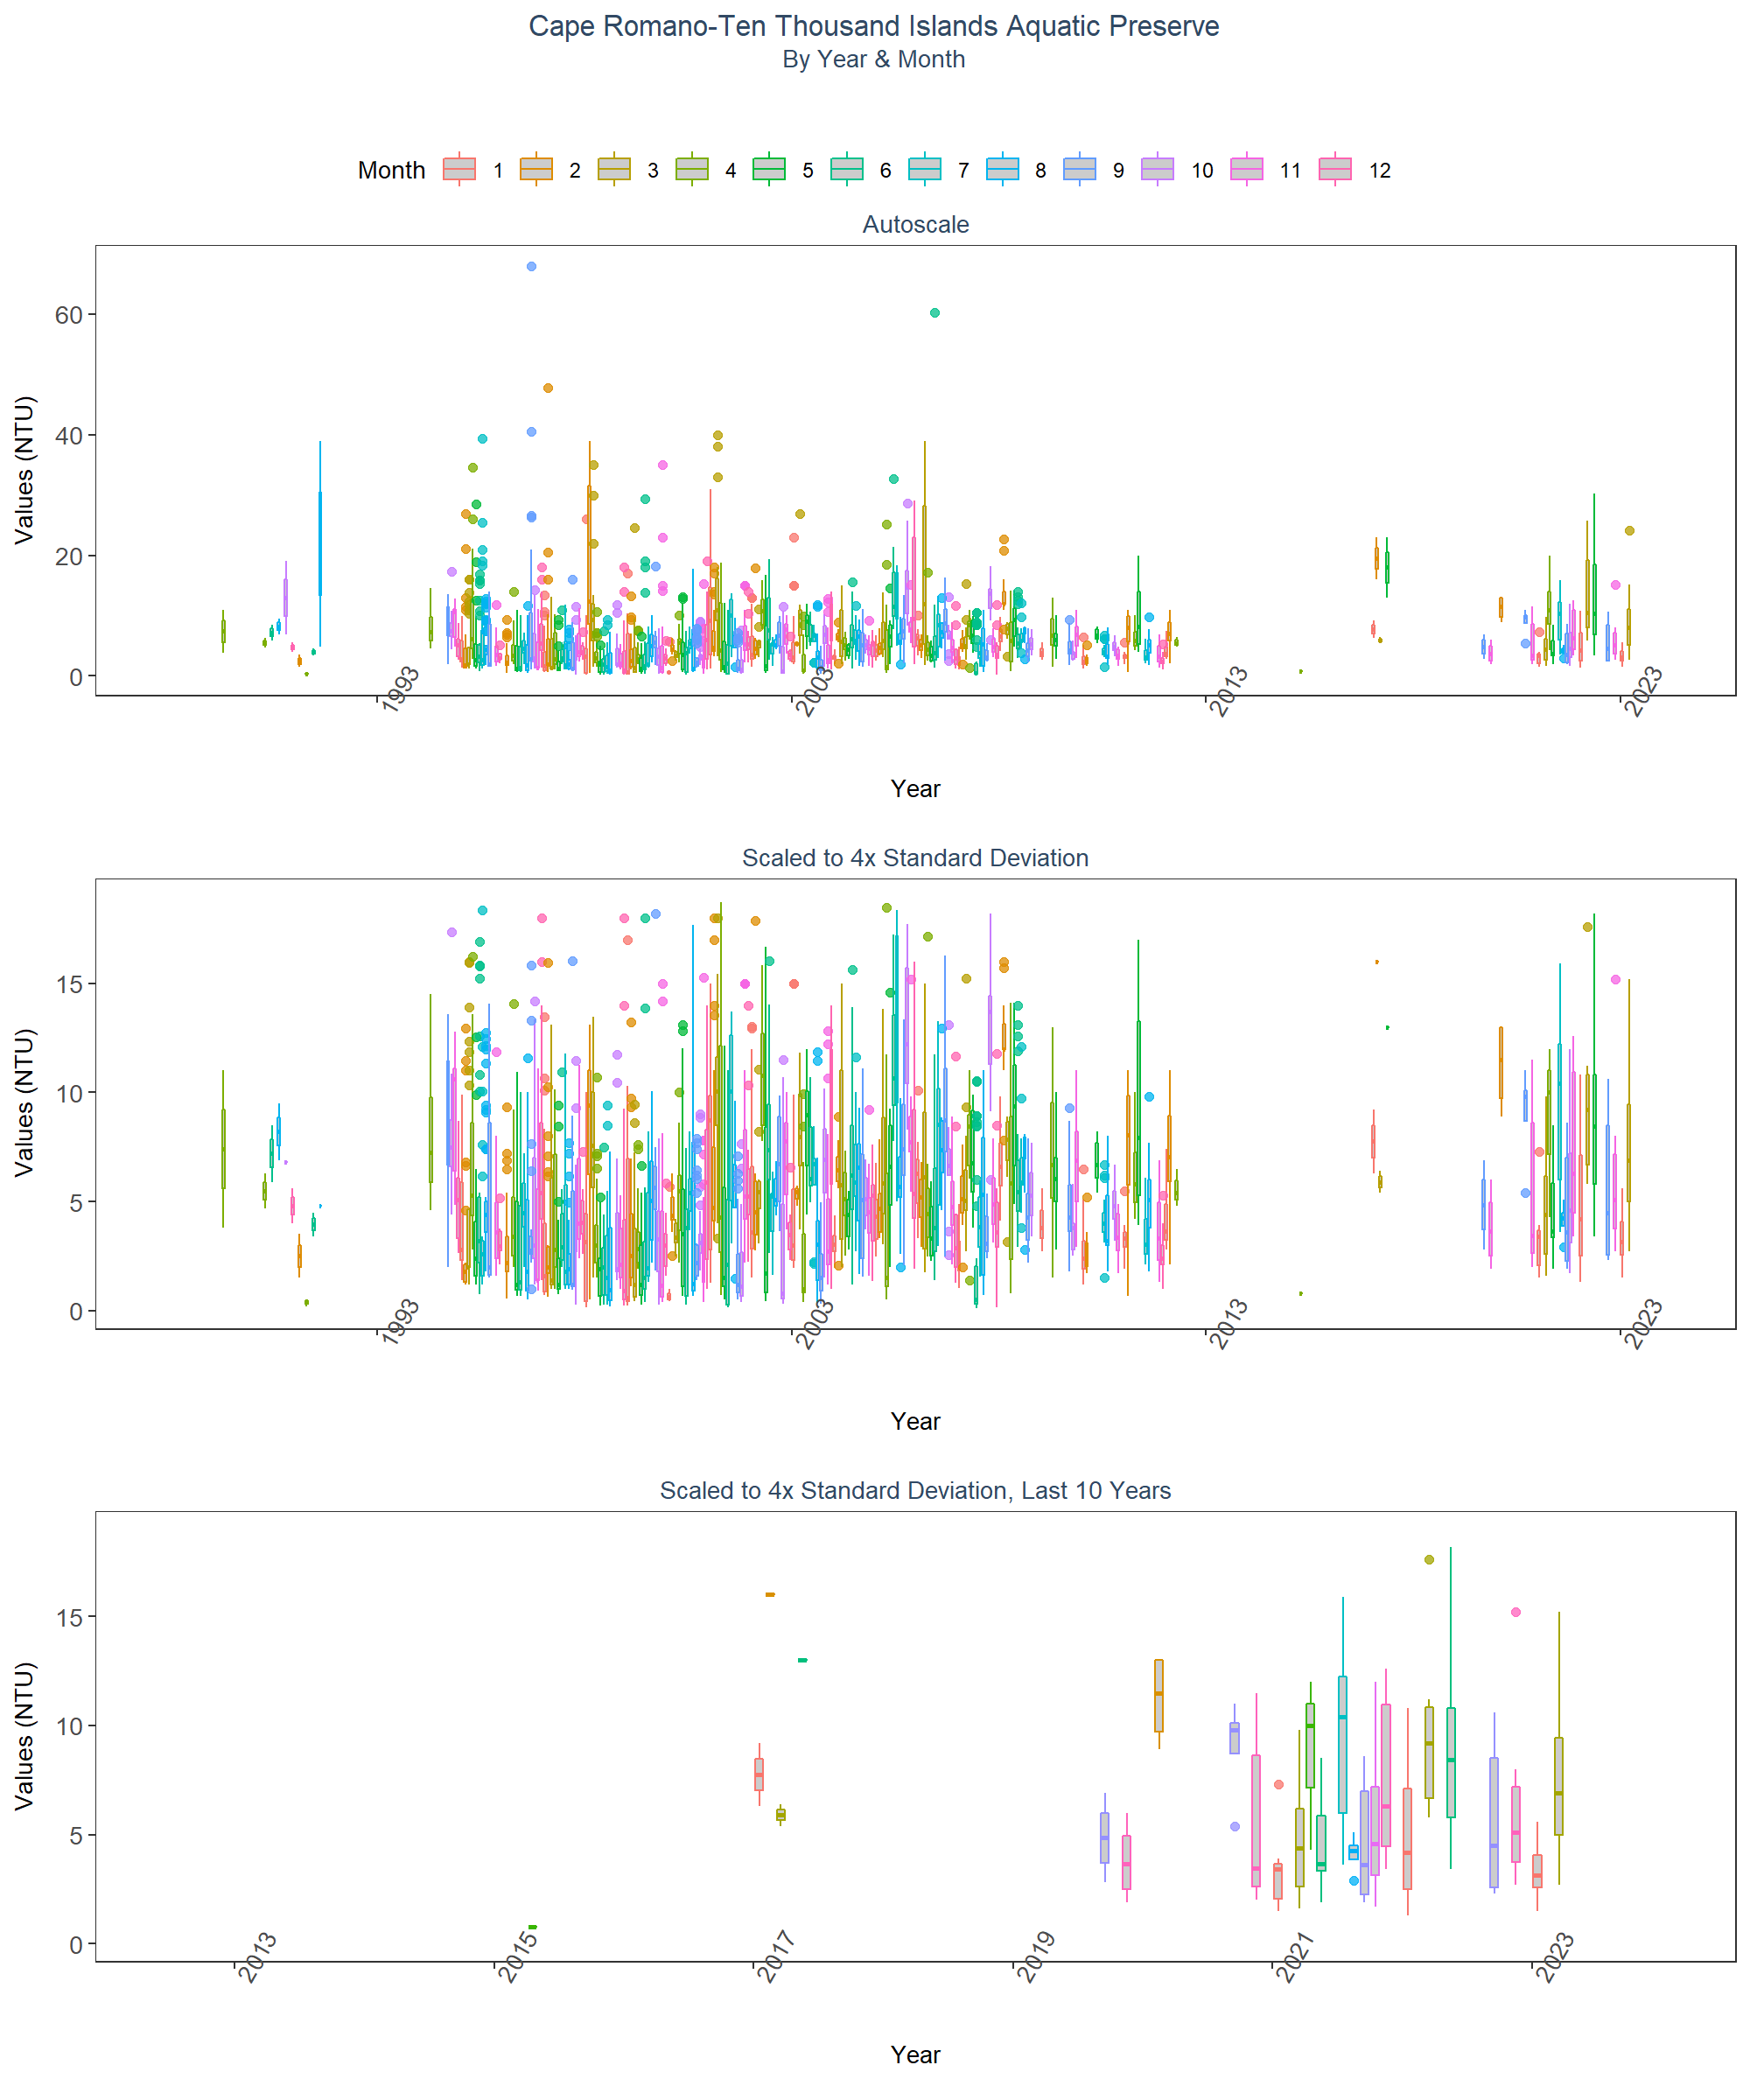 Cape Romano-Ten Thousand Islands Aquatic Preserve
By Year & Month
Month 1 2 3 4 5 6 7 8 9 10 11 12
Autoscale
Values (NTU)
60
40
20
0
1993 2003 2013 2023
Year
Scaled to 4x Standard Deviation
Values (NTU)
15
10
5
0
1993 2003 2013 2023
Year
Scaled to 4x Standard Deviation, Last 10 Years
Values (NTU)
15
10
5
0
2013 2015 2017 2019 2021 2023
Year